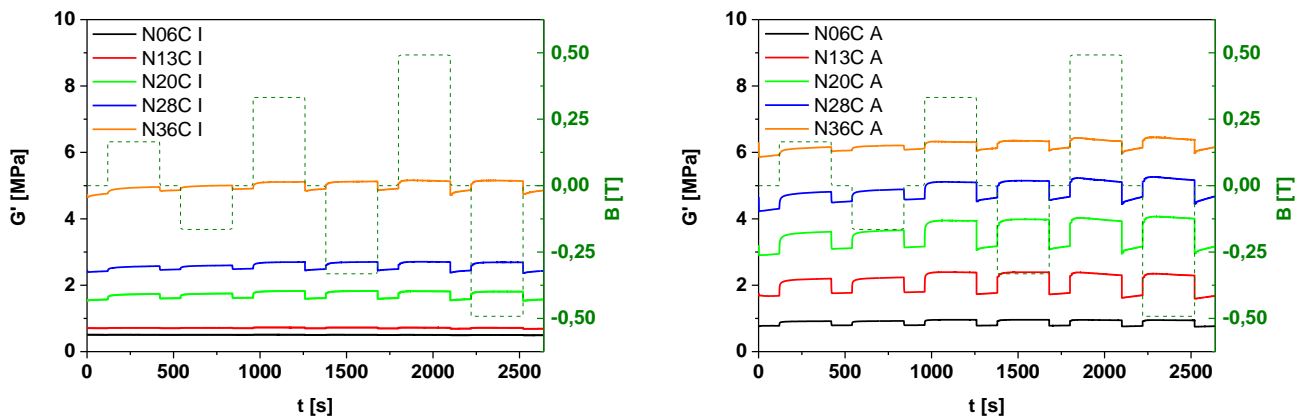 N06C I
N13C I
N20C I
N28C I
N36C I
10
8
6
4
2
0
G' [MPa]
0
500
1000
1500
2000
2500
t [s]
0,50
0,25
0,00
-0,25
-0,50
B [T]
N06C A
N13C A
N20C A
N28C A
N36C A
10
8
6
4
2
0
G' [MPa]
0
500
1000
1500
2000
2500
t [s]
0,50
0,25
0,00
-0,25
-0,50
B [T]